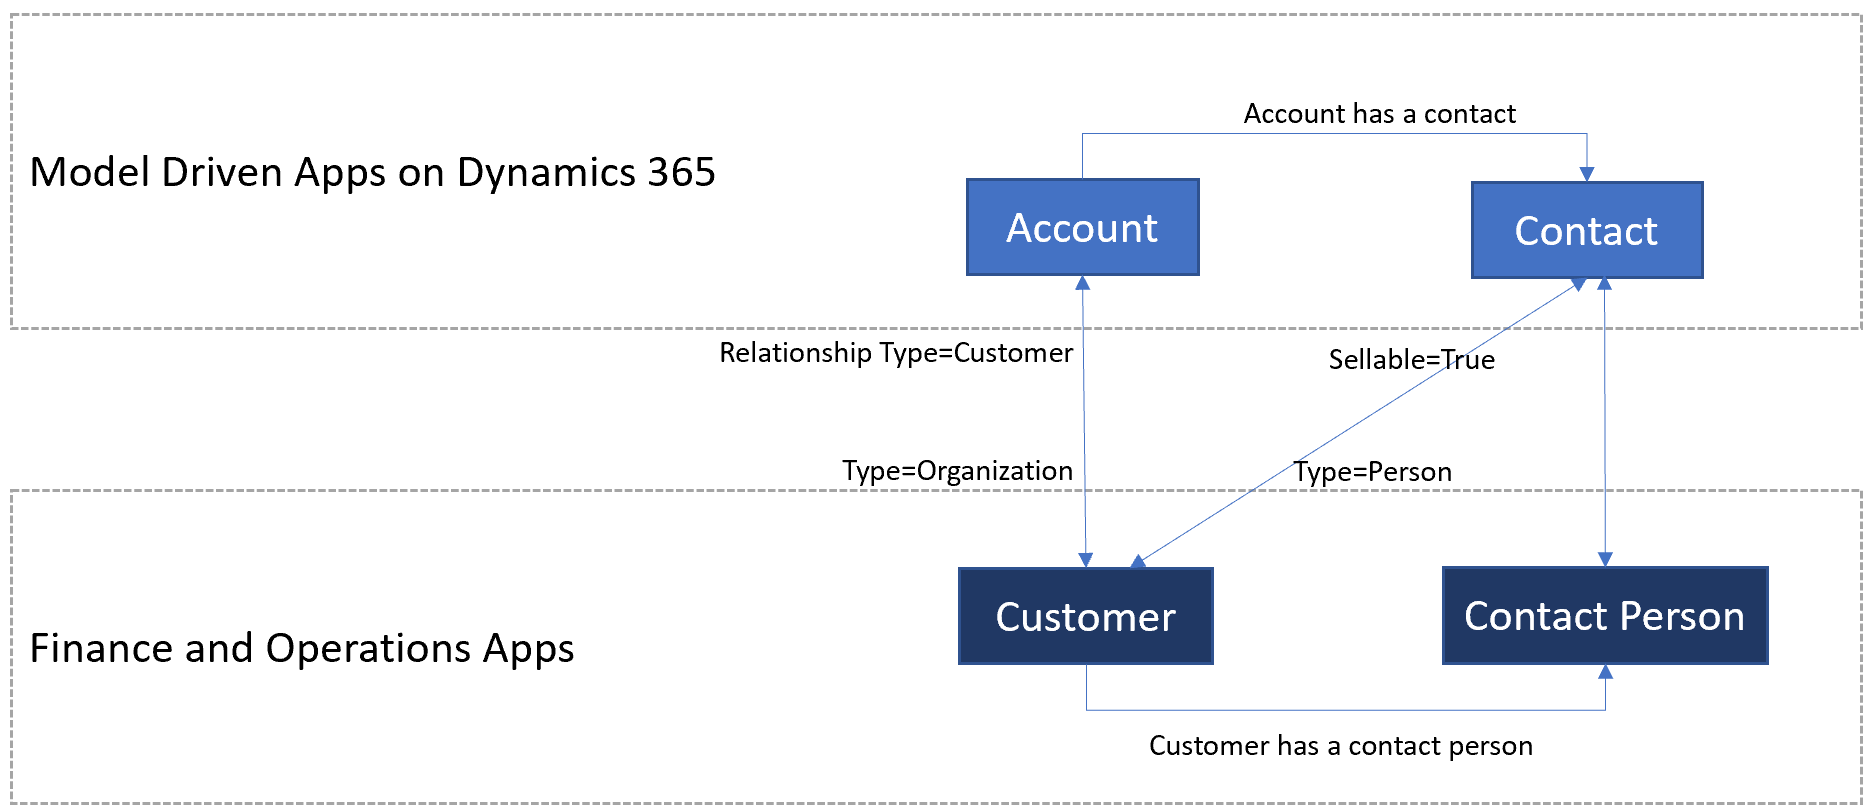 Account has a contact
Model Driven Apps on Dynamics 365
Account
Contact
Relationship Type=Customer
Sellable=True
Type=Organization
Type=Person
Customer
Contact Person
Finance and Operations Apps
Customer has a contact person